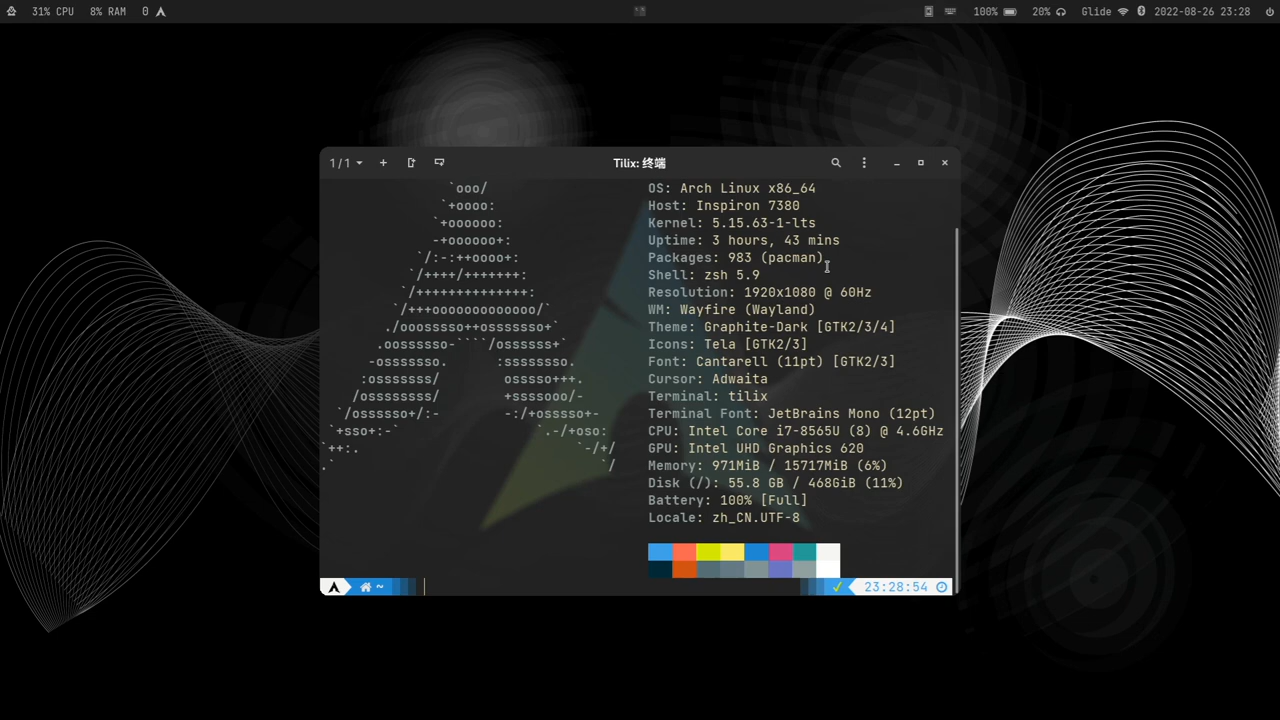 31% CPU 8% RAM 0 100% 20% Glide 2022-08-26 23:28
1/1 Tilix: 终端
OS: Arch Linux x86_64
Host: Inspiron 7380
Kernel: 5.15.63-1-lts
Uptime: 3 hours, 43 mins
Packages: 983 (pacman)
Shell: zsh 5.9
Resolution: 1920x1080 @ 60Hz
WM: Wayfire (Wayland)
Theme: Graphite-Dark [GTK2/3/4]
Icons: Tela [GTK2/3]
Font: Cantarell (11pt) [GTK2/3]
Cursor: Adwaita
Terminal: tilix
Terminal Font: JetBrains Mono (12pt)
CPU: Intel Core i7-8565U (8) @ 4.6GHz
GPU: Intel UHD Graphics 620
Memory: 971MiB / 15717MiB (6%)
Disk (/): 55.8 GB / 468GiB (11%)
Battery: 100% [Full]
Locale: zh_CN.UTF-8
~ 23:28:54